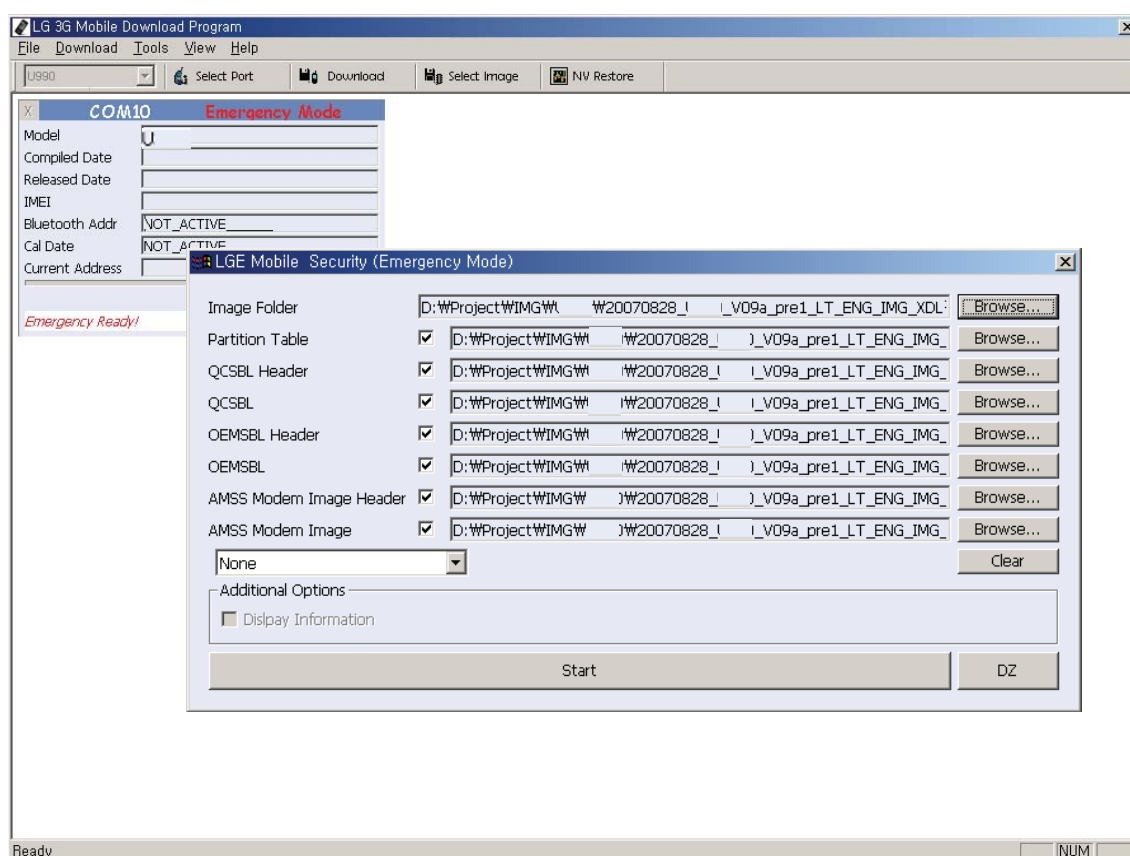 LG 3G Mobile Download Program
File Download Tools View Help
U990 Select Port Download Select Image NV Restore
X COM10 Emergency Mode
Model U
Compiled Date
Released Date
IMEI
Bluetooth Addr NOT_ACTIVE______
Cal Date NOT_ACTIVE
Current Address
Emergency Ready!
LGE Mobile Security (Emergency Mode)
Image Folder D:₩Project₩IMG₩ ₩20070828_ _V09a_pre1_LT_ENG_IMG_XDL Browse...
Partition Table D:₩Project₩IMG₩ ₩20070828_ _V09a_pre1_LT_ENG_IMG_ Browse...
QCSBL Header D:₩Project₩IMG₩ ₩20070828_ _V09a_pre1_LT_ENG_IMG_ Browse...
QCSBL D:₩Project₩IMG₩ ₩20070828_ _V09a_pre1_LT_ENG_IMG_ Browse...
OEMSBL Header D:₩Project₩IMG₩ ₩20070828_ _V09a_pre1_LT_ENG_IMG_ Browse...
OEMSBL D:₩Project₩IMG₩ ₩20070828_ _V09a_pre1_LT_ENG_IMG_ Browse...
AMSS Modem Image Header D:₩Project₩IMG₩ ₩20070828_ _V09a_pre1_LT_ENG_IMG_ Browse...
AMSS Modem Image D:₩Project₩IMG₩ ₩20070828_ _V09a_pre1_LT_ENG_IMG_ Browse...
None Clear
Additional Options
Dislpay Information
Start DZ
Ready NUM